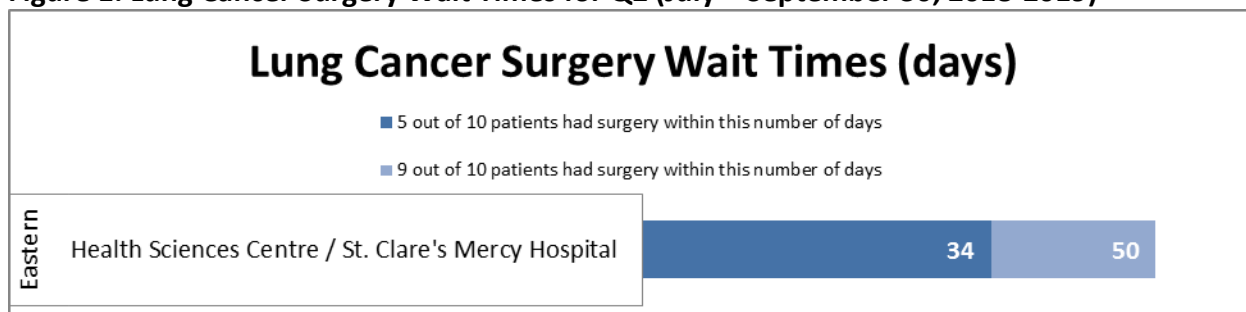 Lung Cancer Surgery Wait Times (days)
5 out of 10 patients had surgery within this number of days
9 out of 10 patients had surgery within this number of days
Eastern
Health Sciences Centre / St. Clare's Mercy Hospital
34
50